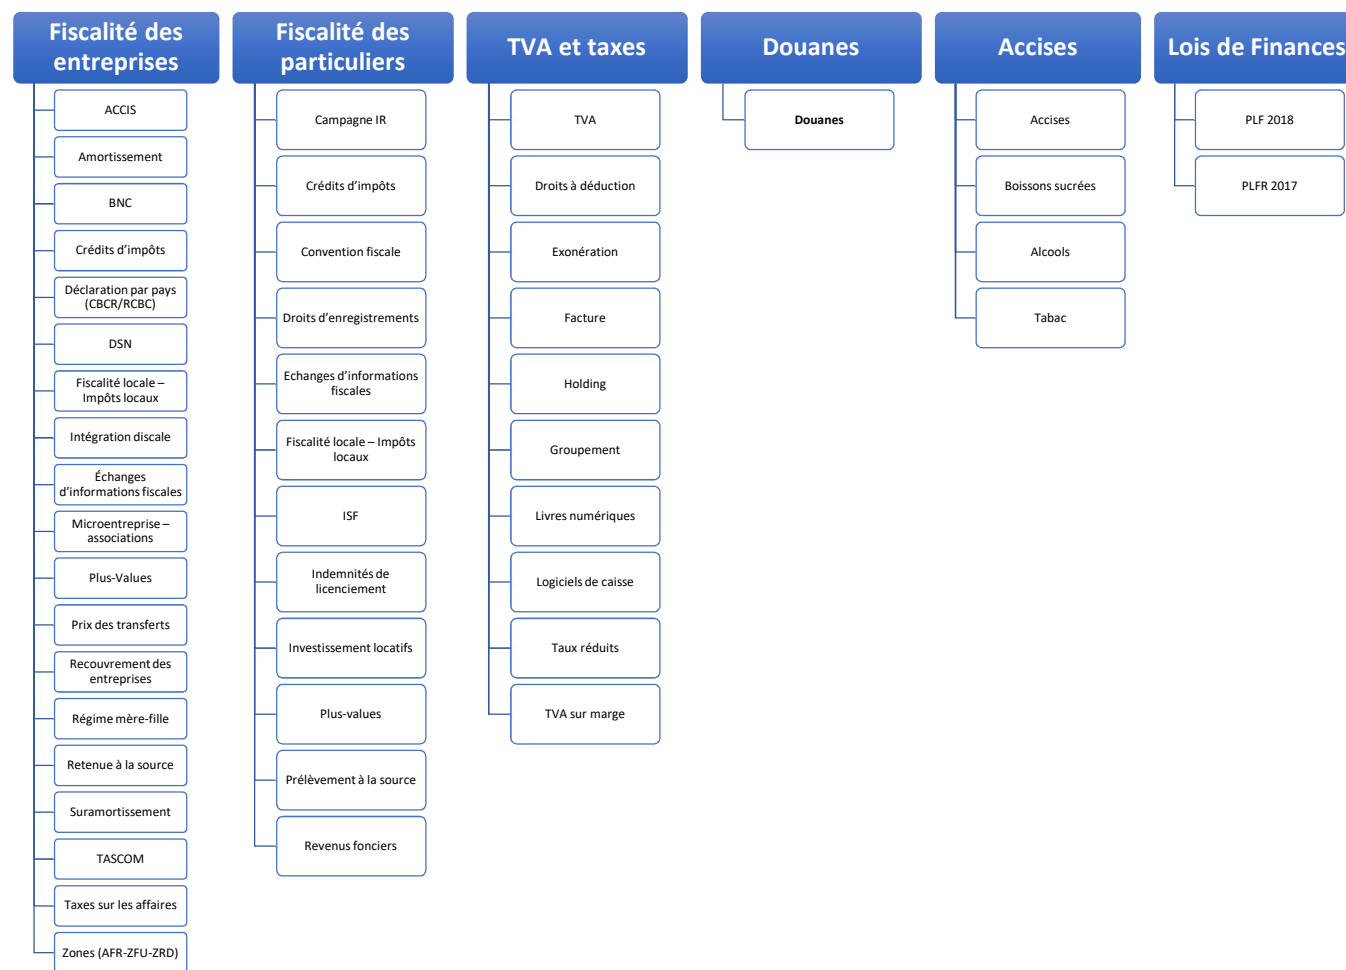 Fiscalité des
entreprises
ACCIS
Amortissement
BNC
Crédits d’impôts
Déclaration par pays
(CBCR/RCBC)
DSN
Fiscalité locale –
Impôts locaux
Intégration discale
Échanges
d’informations fiscales
Microentreprise –
associations
Plus-Values
Prix des transferts
Recouvrement des
entreprises
Régime mère-fille
Retenue à la source
Suramortissement
TASCOM
Taxes sur les affaires
Zones (AFR-ZFU-ZRD)
Fiscalité des
particuliers
Campagne IR
Crédits d’impôts
Convention fiscale
Droits d’enregistrements
Echanges d’informations
fiscales
Fiscalité locale – Impôts
locaux
ISF
Indemnités de
licenciement
Investissement locatifs
Plus-values
Prélèvement à la source
Revenus fonciers
TVA et taxes
TVA
Droits à déduction
Exonération
Facture
Holding
Groupement
Livres numériques
Logiciels de caisse
Taux réduits
TVA sur marge
Douanes
Douanes
Accises
Accises
Boissons sucrées
Alcools
Tabac
Lois de Finances
PLF 2018
PLFR 2017